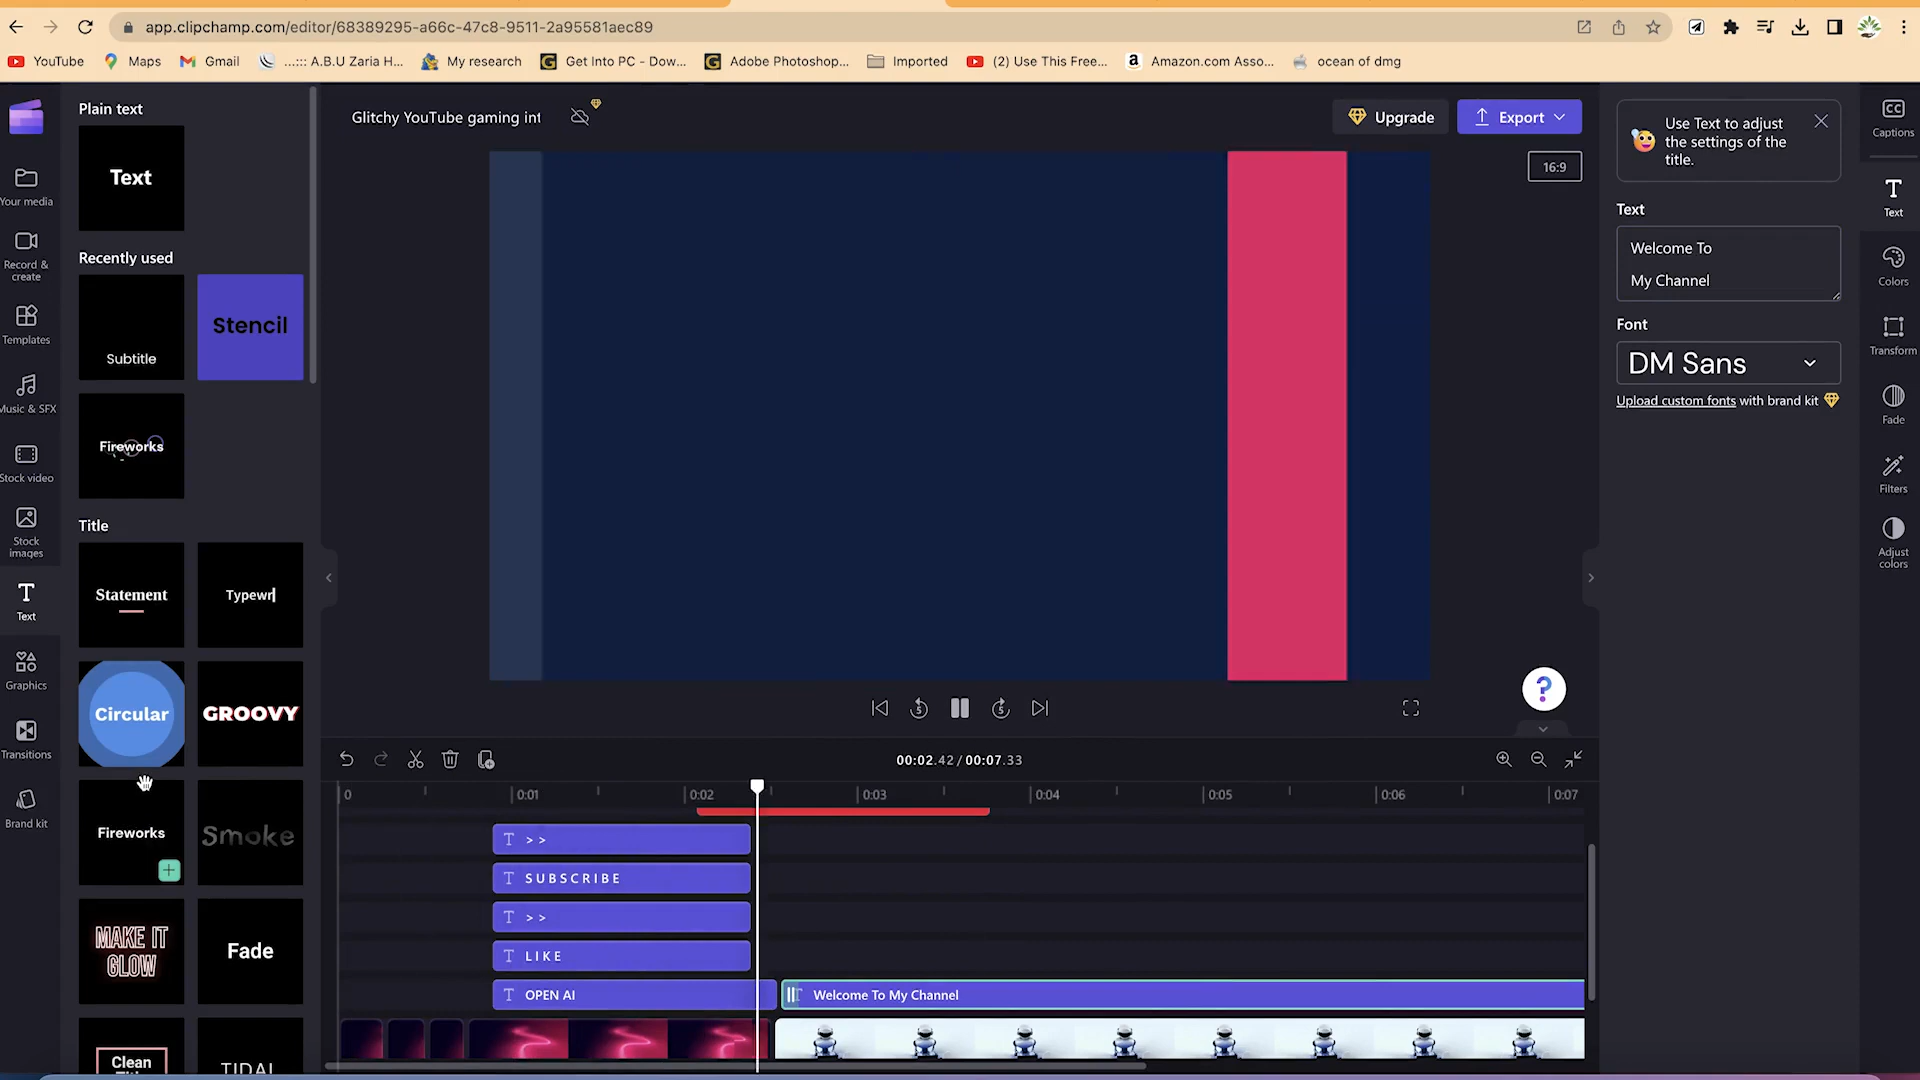 app.clipchamp.com/editor/68389295-a66c-47c8-9511-2a95581aec89
YouTube
Maps
Gmail
...::: A.B.U Zaria H...
My research
Get Into PC - Dow...
Adobe Photoshop...
Imported
(2) Use This Free...
Amazon.com Asso...
ocean of dmg
Plain text
Text
Recently used
Subtitle
Stencil
Fireworks
Title
Statement
Typewr
Circular
GROOVY
Fireworks
Smoke
MAKE IT
GLOW
Fade
Clean
TIDAL
Your media
Record &
create
Templates
Music & SFX
Stock video
Stock
images
Text
Graphics
Transitions
Brand kit
Glitchy YouTube gaming int
Upgrade
Export
16:9
5
5
?
00:02.42 / 00:07.33
0
0:01
0:02
0:03
0:04
0:05
0:06
0:07
T > >
T SUBSCRIBE
T > >
T LIKE
T OPEN AI
Welcome To My Channel
Use Text to adjust
the settings of the
title.
Text
Welcome To
My Channel
Font
DM Sans
Upload custom fonts with brand kit
CC
Captions
Text
Colors
Transform
Fade
Filters
Adjust
colors